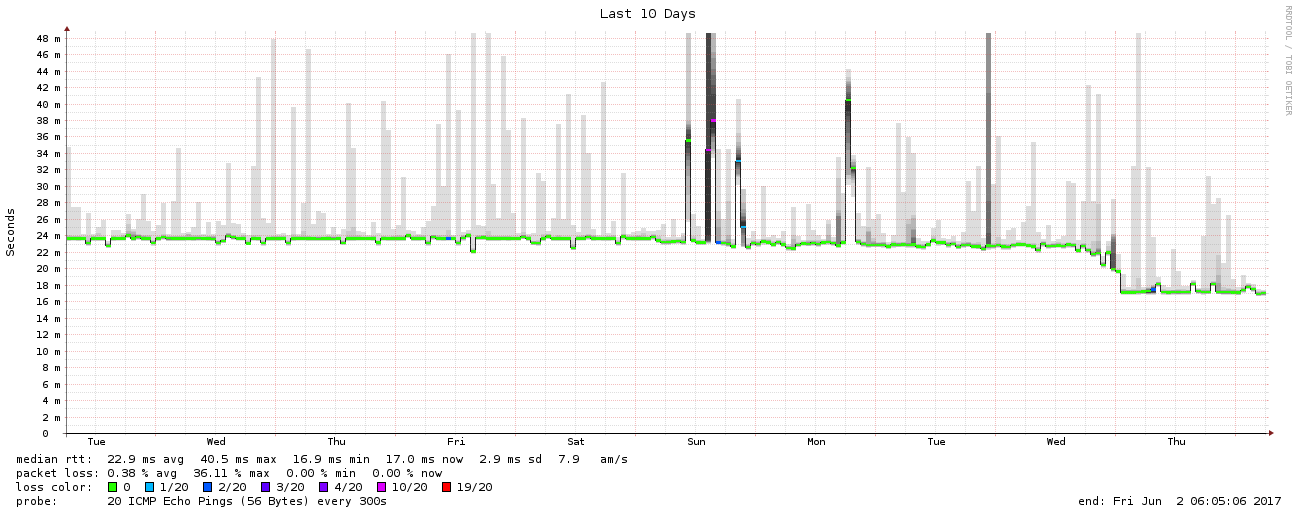 Last 10 Days
RRDTOOL / TOBI OETIKER
Seconds
48 m
46 m
44 m
42 m
40 m
38 m
36 m
34 m
32 m
30 m
28 m
26 m
24 m
22 m
20 m
18 m
16 m
14 m
12 m
10 m
8 m
6 m
4 m
2 m
0
Tue Wed Thu Fri Sat Sun Mon Tue Wed Thu
median rtt: 22.9 ms avg 40.5 ms max 16.9 ms min 17.0 ms now 2.9 ms sd 7.9 am/s
packet loss: 0.38 % avg 36.11 % max 0.00 % min 0.00 % now
loss color: 0 1/20 2/20 3/20 4/20 10/20 19/20
probe: 20 ICMP Echo Pings (56 Bytes) every 300s end: Fri Jun 2 06:05:06 2017